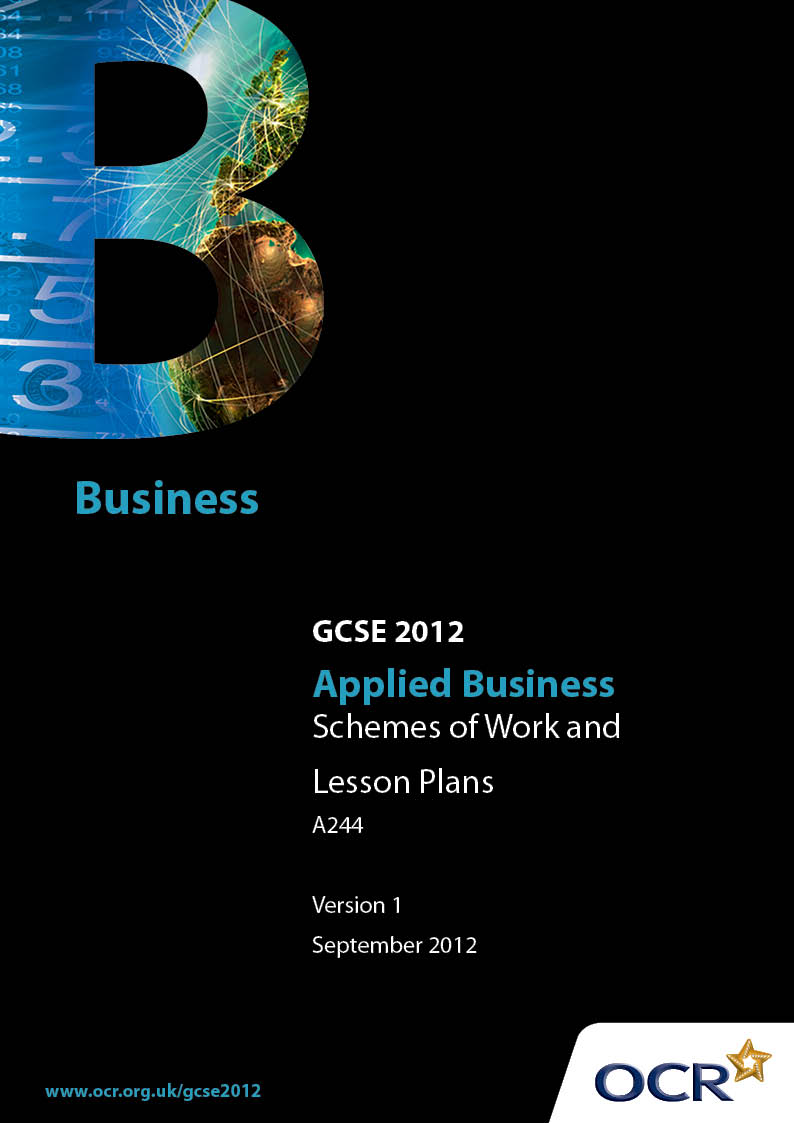 Business
GCSE 2012
Applied Business
Schemes of Work and
Lesson Plans
A244
Version 1
September 2012
www.ocr.org.uk/gcse2012
OCR